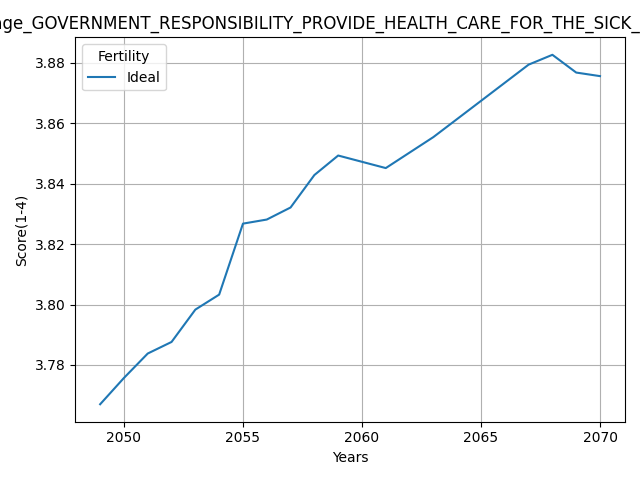 GOVERNMENT_RESPONSIBILITY_PROVIDE_HEALTH_CARE_FOR_THE_SICK_
Fertility
Ideal
3.88
3.86
3.84
3.82
3.80
3.78
Score(1-4)
2050 2055 2060 2065 2070
Years